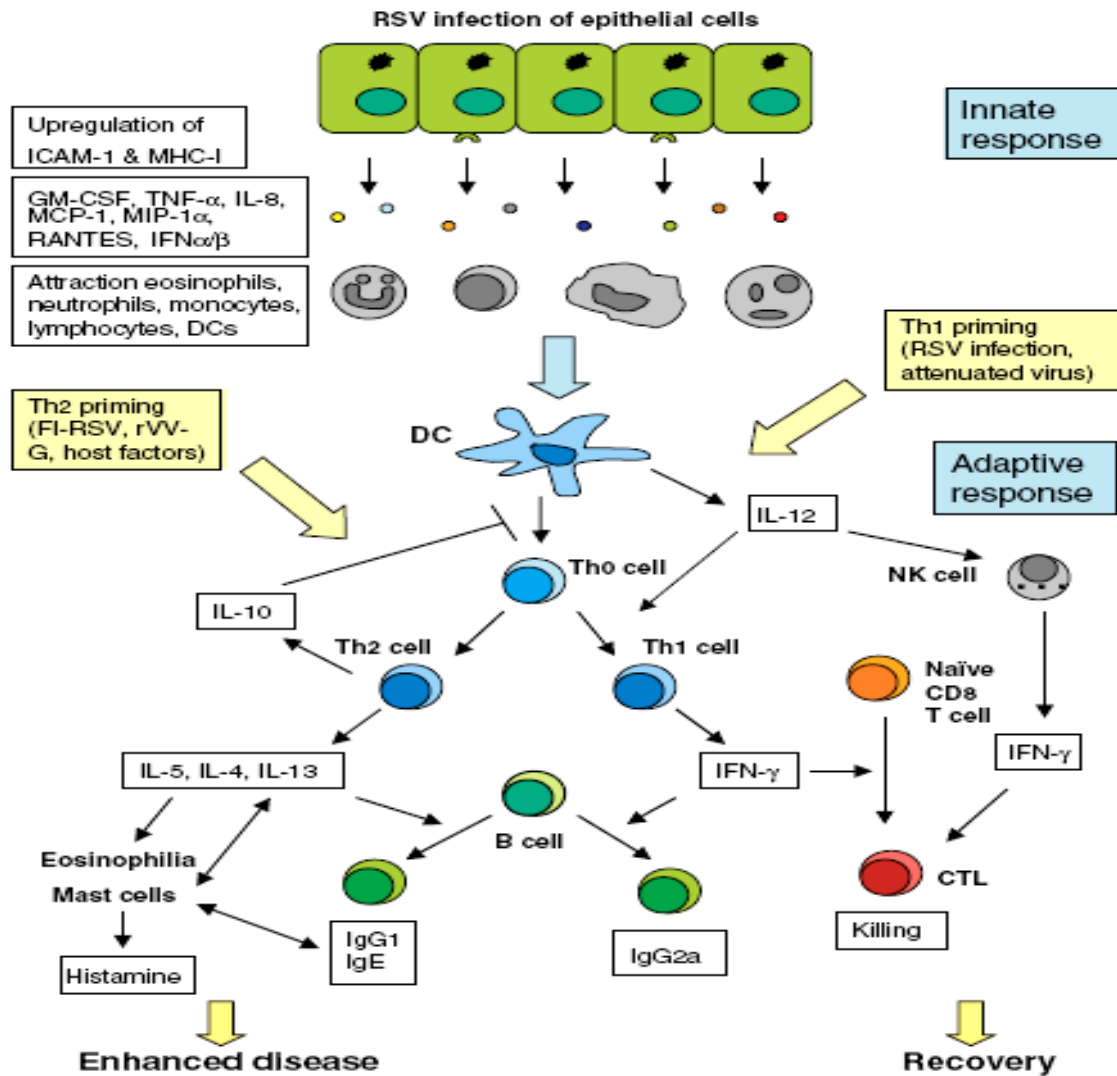 RSV infection of epithelial cells
Innate
response
Upregulation of
ICAM-1 & MHC-I
GM-CSF, TNF-α, IL-8,
MCP-1, MIP-1α,
RANTES, IFNα/β
Attraction eosinophils,
neutrophils, monocytes,
lymphocytes, DCs
Th1 priming
(RSV infection,
attenuated virus)
Th2 priming
(FI-RSV, rVV-
G, host factors)
DC
Adaptive
response
IL-12
Th0 cell
NK cell
IL-10
Th2 cell
Th1 cell
Naïve
CD8
T cell
IL-5, IL-4, IL-13
IFN-γ
IFN-γ
B cell
Eosinophilia
Mast cells
CTL
IgG1
IgE
IgG2a
Killing
Histamine
Enhanced disease
Recovery